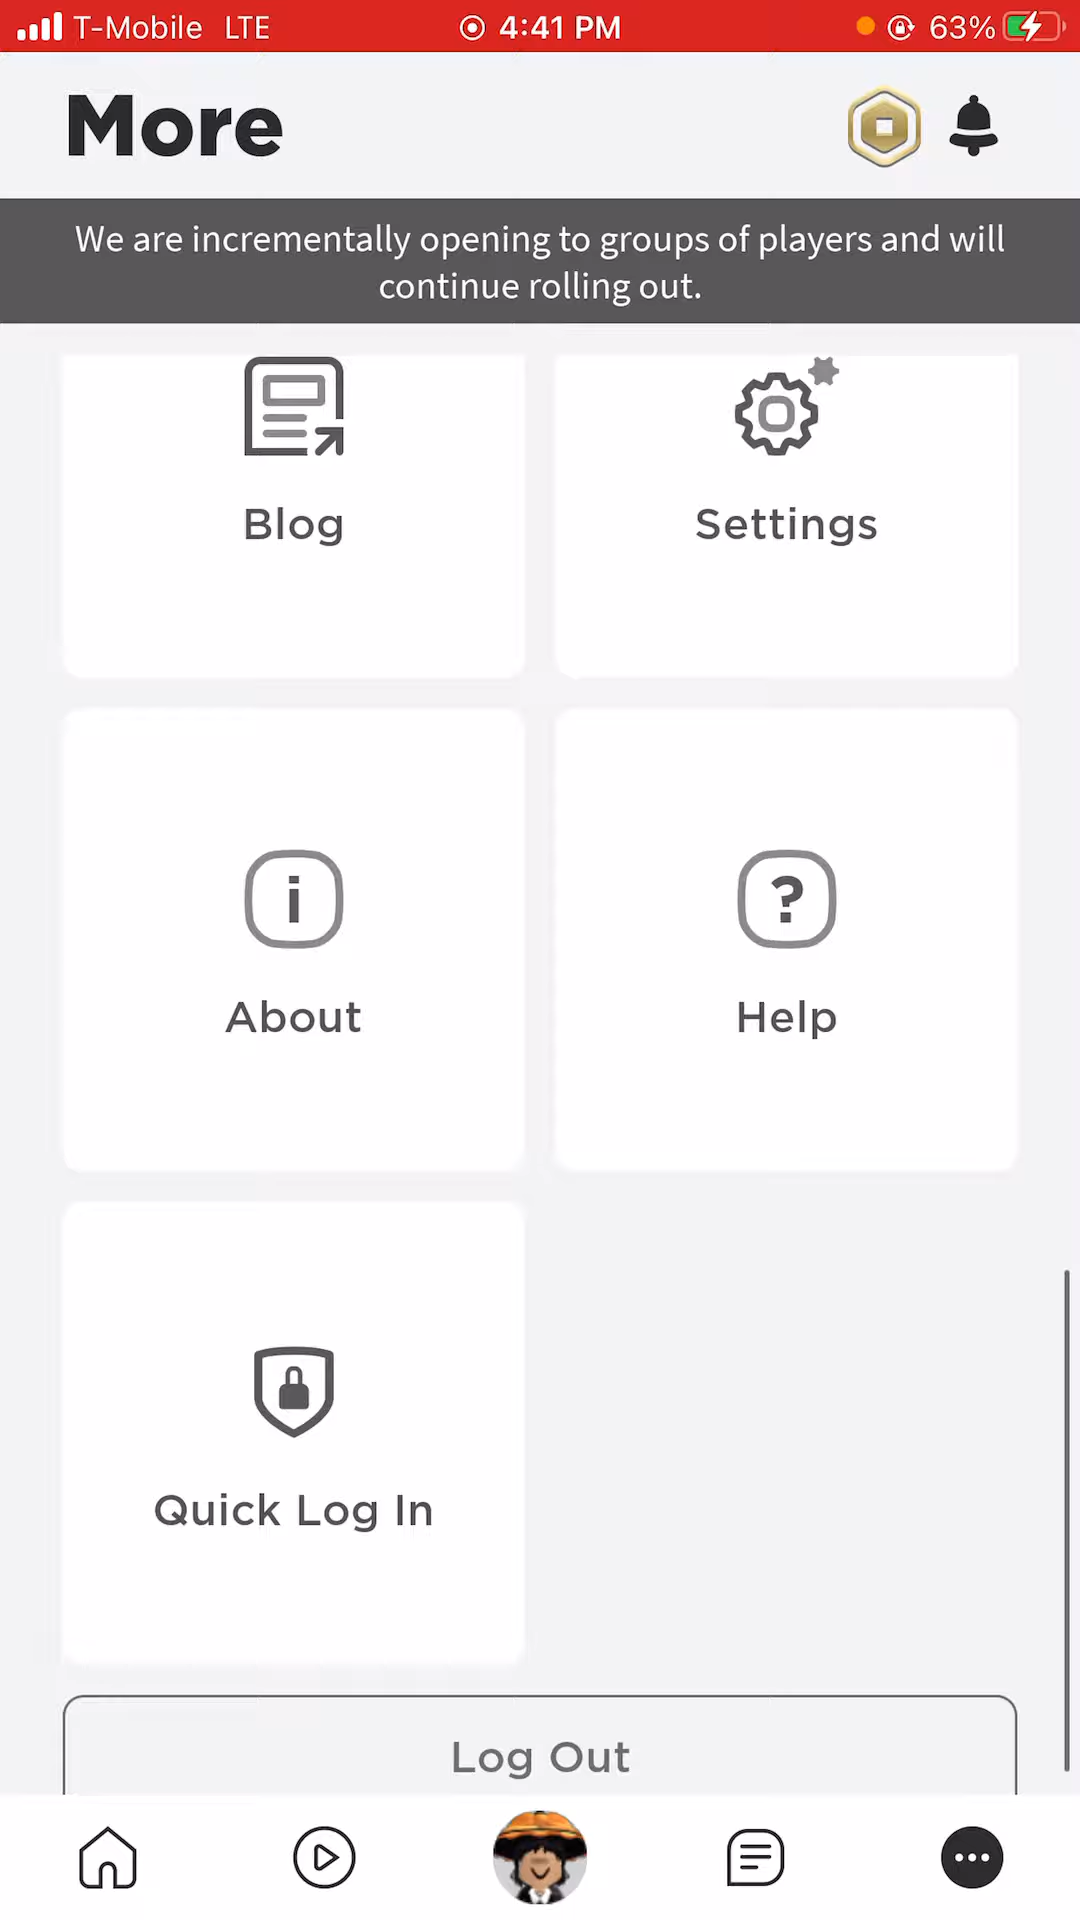 T-Mobile LTE 4:41 PM 63%
More
We are incrementally opening to groups of players and will
continue rolling out.
Blog
Settings
About
Help
Quick Log In
Log Out